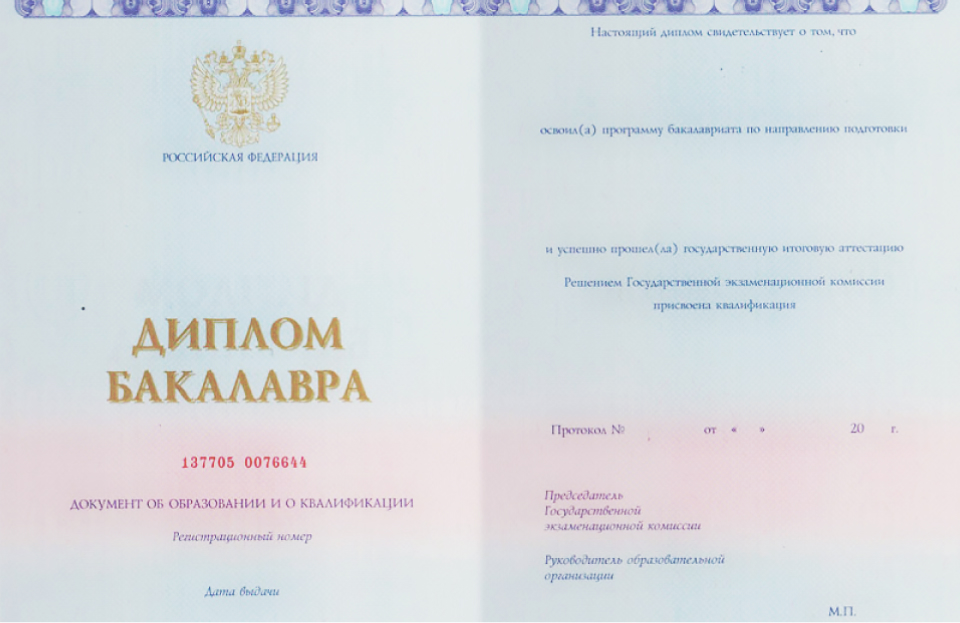 РОССИЙСКАЯ ФЕДЕРАЦИЯ
ДИПЛОМ
БАКАЛАВРА
137705 0076644
ДОКУМЕНТ ОБ ОБРАЗОВАНИИ И О КВАЛИФИКАЦИИ
Регистрационный номер
Дата выдачи
Настоящий диплом свидетельствует о том, что
освоил(а) программу бакалавриата по направлению подготовки
и успешно прошел(ла) государственную итоговую аттестацию
Решением Государственной экзаменационной комиссии
присвоена квалификация
Протокол № от « » 20 г.
Председатель
Государственной
экзаменационной комиссии
Руководитель образовательной
организации
М.П.